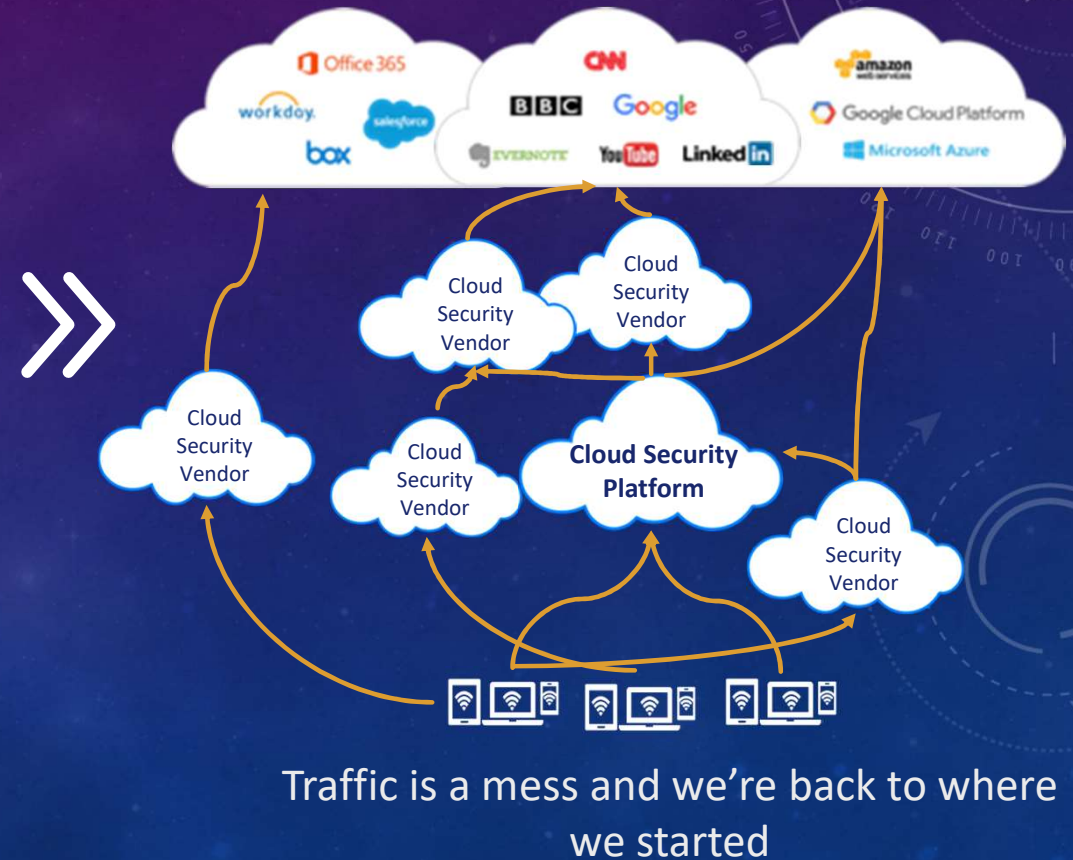 Office 365
workday.
salesforce
box
CNN
BBC
Google
EVERNOTE
YouTube
Linked in
amazon
web services
Google Cloud Platform
Microsoft Azure
Cloud
Security
Vendor
Cloud
Security
Vendor
Cloud
Security
Vendor
Cloud
Security
Vendor
Cloud Security
Platform
Cloud
Security
Vendor
Traffic is a mess and we’re back to where
we started